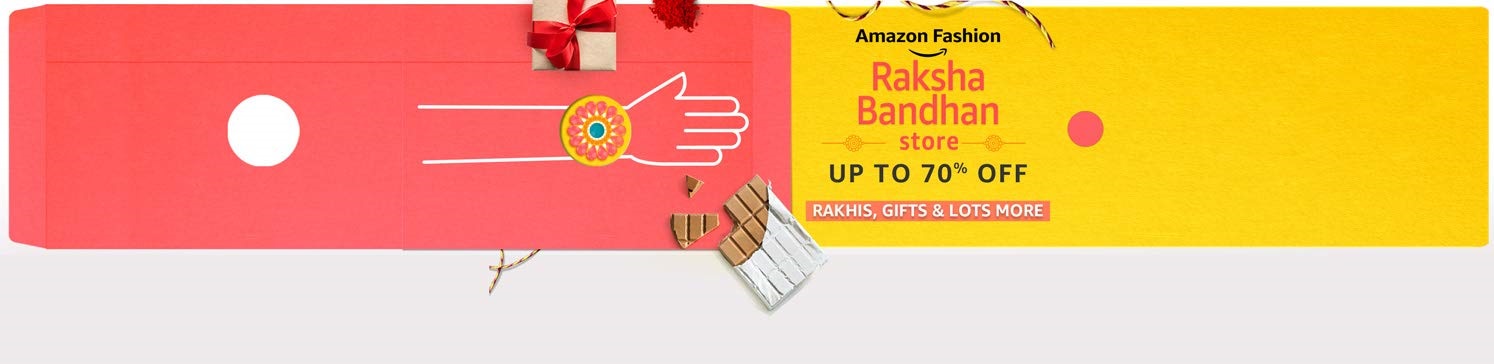 Amazon Fashion
Raksha
Bandhan
store
UP TO 70% OFF
RAKHIS, GIFTS & LOTS MORE